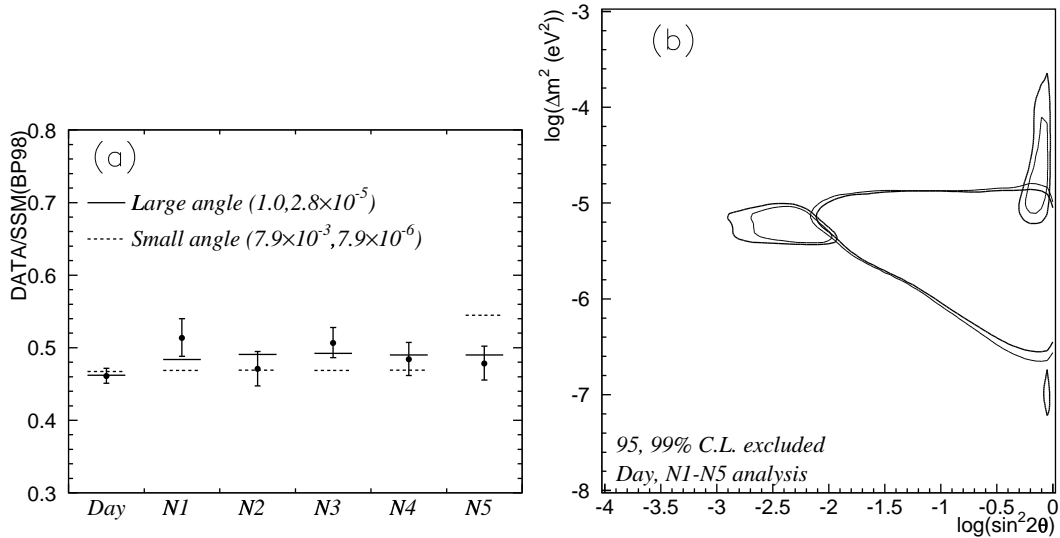 (a)
DATA/SSM(BP98)
0.8
0.7
0.6
0.5
0.4
0.3
Large angle (1.0,2.8×10⁻⁵)
Small angle (7.9×10⁻³,7.9×10⁻⁶)
Day N1 N2 N3 N4 N5
(b)
log(Δm² (eV²))
-3
-4
-5
-6
-7
-8
95, 99% C.L. excluded
Day, N1-N5 analysis
-4 -3.5 -3 -2.5 -2 -1.5 -1 -0.5 0
log(sin²2θ)